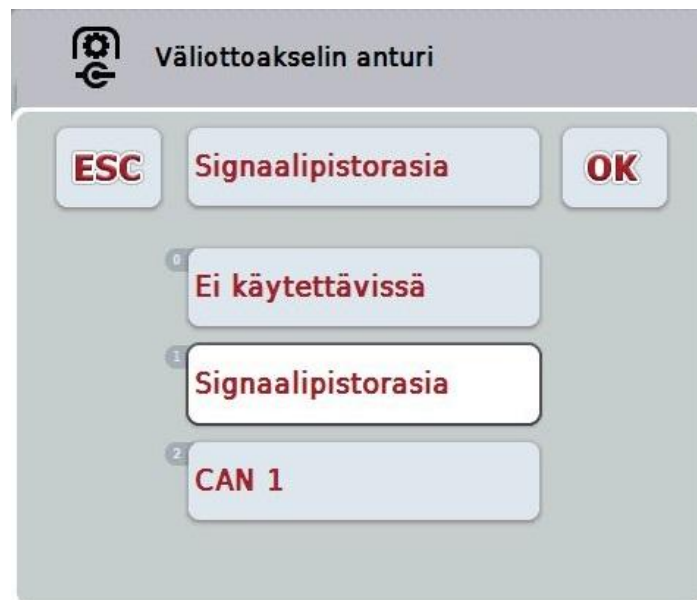 Väliottoakselin anturi
ESC Signaalipistorasia OK
0
Ei käytettävissä
1
Signaalipistorasia
2
CAN 1